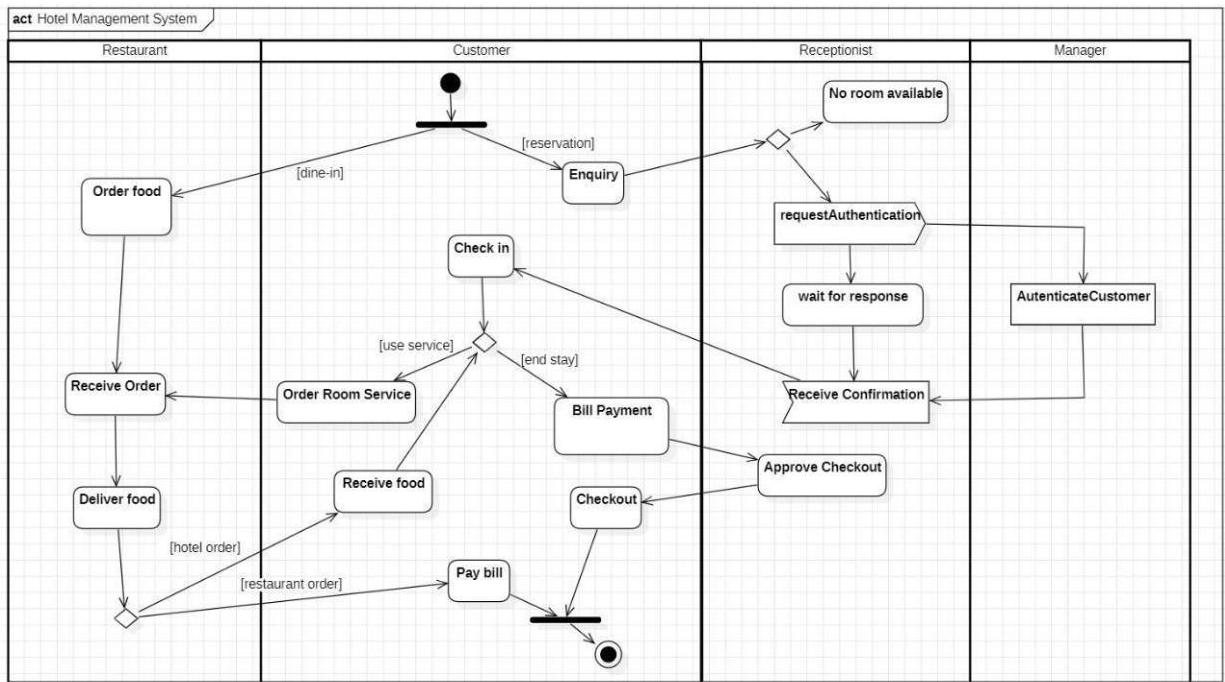 act Hotel Management System
Restaurant
Customer
Receptionist
Manager
No room available
[reservation]
[dine-in]
Enquiry
Order food
requestAuthentication
Check in
wait for response
AutenticateCustomer
[use service]
[end stay]
Receive Order
Order Room Service
Receive Confirmation
Bill Payment
Approve Checkout
Receive food
Deliver food
Checkout
[hotel order]
[restaurant order]
Pay bill